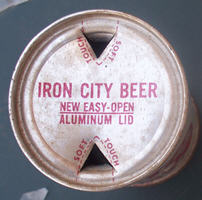 SOFT TOUCH
IRON CITY BEER
NEW EASY-OPEN
ALUMINUM LID
SOFT TOUCH